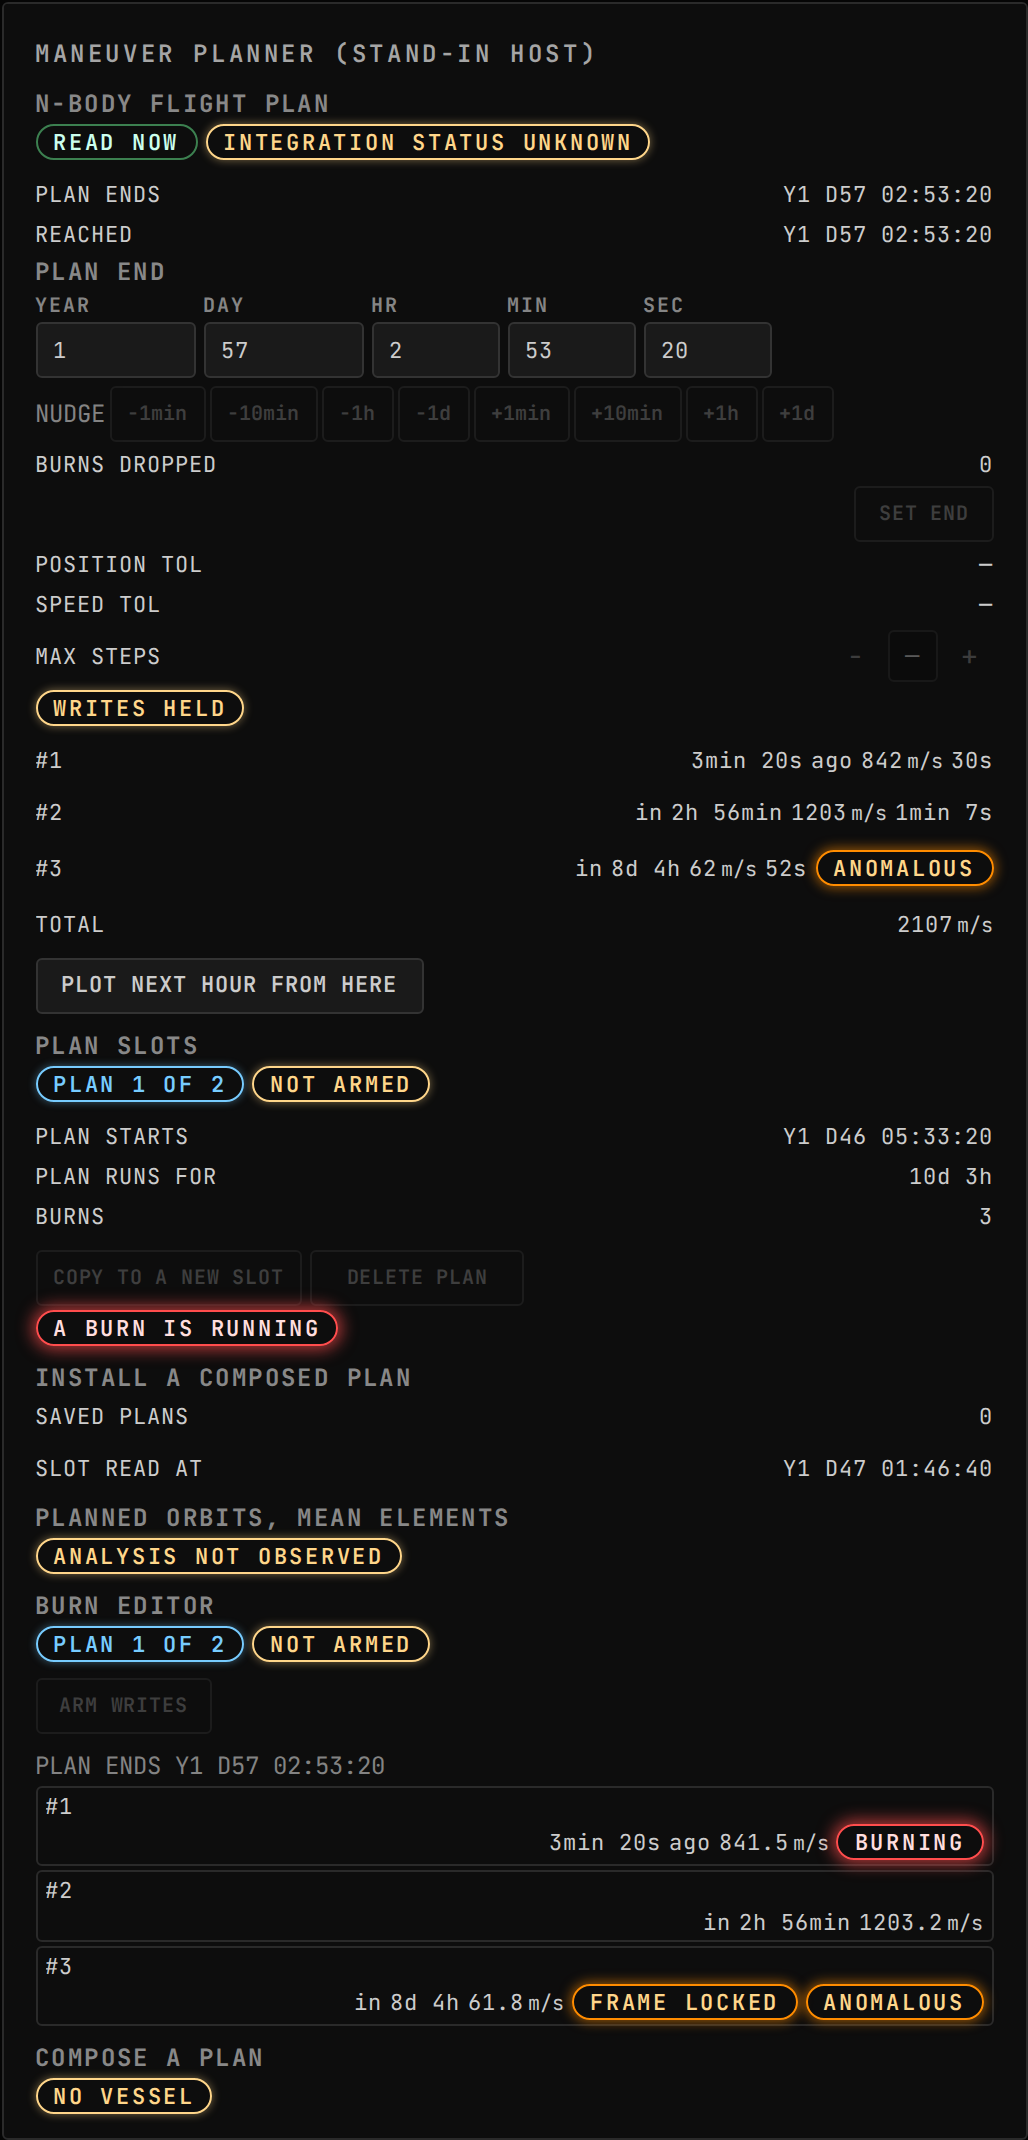 MANEUVER PLANNER (STAND-IN HOST)
N-BODY FLIGHT PLAN
READ NOW INTEGRATION STATUS UNKNOWN
PLAN ENDS Y1 D57 02:53:20
REACHED Y1 D57 02:53:20
PLAN END
YEAR DAY HR MIN SEC
1 57 2 53 20
NUDGE -1min -10min -1h -1d +1min +10min +1h +1d
BURNS DROPPED 0
SET END
POSITION TOL —
SPEED TOL —
MAX STEPS - — +
WRITES HELD
#1 3min 20s ago 842 m/s 30s
#2 in 2h 56min 1203 m/s 1min 7s
#3 in 8d 4h 62 m/s 52s ANOMALOUS
TOTAL 2107 m/s
PLOT NEXT HOUR FROM HERE
PLAN SLOTS
PLAN 1 OF 2 NOT ARMED
PLAN STARTS Y1 D46 05:33:20
PLAN RUNS FOR 10d 3h
BURNS 3
COPY TO A NEW SLOT DELETE PLAN
A BURN IS RUNNING
INSTALL A COMPOSED PLAN
SAVED PLANS 0
SLOT READ AT Y1 D47 01:46:40
PLANNED ORBITS, MEAN ELEMENTS
ANALYSIS NOT OBSERVED
BURN EDITOR
PLAN 1 OF 2 NOT ARMED
ARM WRITES
PLAN ENDS Y1 D57 02:53:20
#1
3min 20s ago 841.5 m/s BURNING
#2
in 2h 56min 1203.2 m/s
#3
in 8d 4h 61.8 m/s FRAME LOCKED ANOMALOUS
COMPOSE A PLAN
NO VESSEL